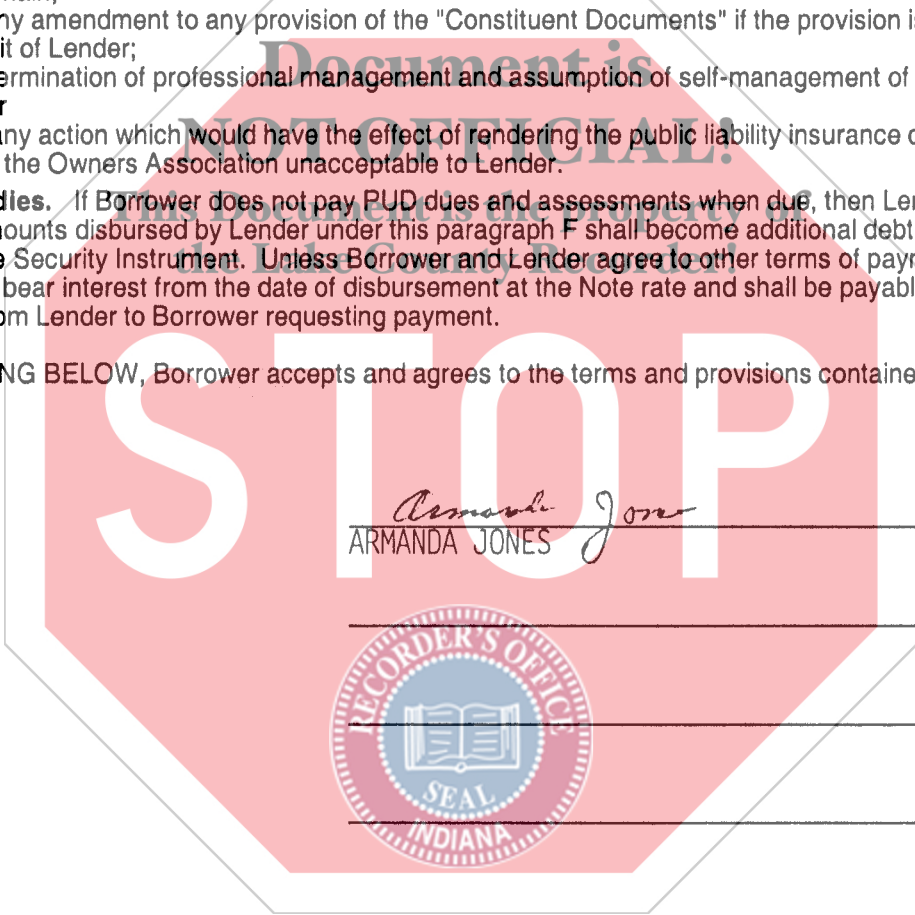 ny amendment to any provision of the "Constituent Documents" if the provision is
it of Lender;
ermination of professional management and assumption of self-management of
r
any action which would have the effect of rendering the public liability insurance c
the Owners Association unacceptable to Lender.
dies. If Borrower does not pay PUD dues and assessments when due, then Len
nounts disbursed by Lender under this paragraph F shall become additional debt
e Security Instrument. Unless Borrower and Lender agree to other terms of paym
bear interest from the date of disbursement at the Note rate and shall be payabl
om Lender to Borrower requesting payment.
NG BELOW, Borrower accepts and agrees to the terms and provisions containe
Document is
NOT OFFICIAL!
This Document is the property of
the Lake County Recorder!
STOP
Armanda Jones
ARMANDA JONES
RECORDER'S OFFICE
SEAL
INDIANA